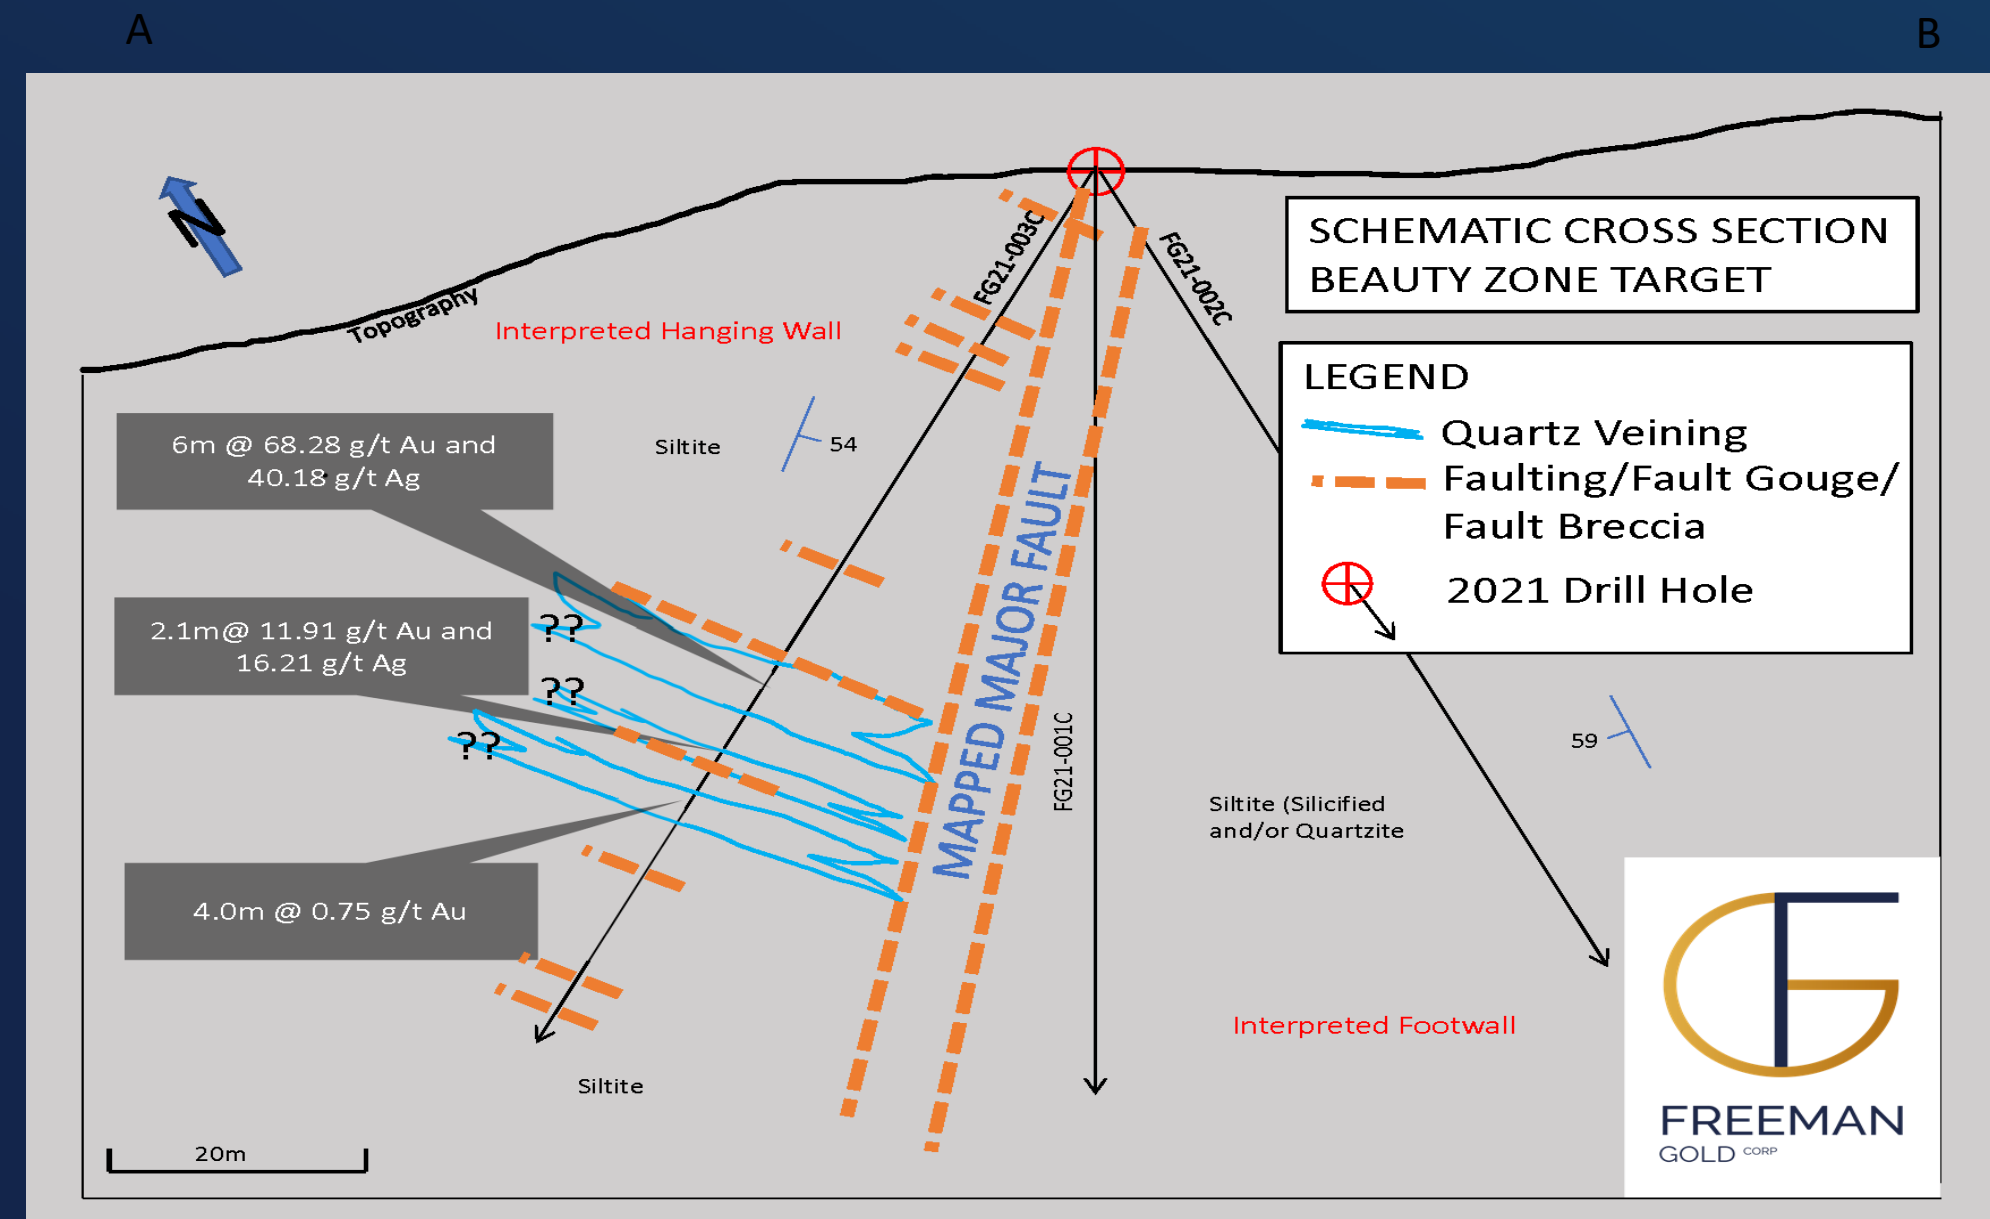 A
B
N
Topography
FG21-003C
FG21-002C
SCHEMATIC CROSS SECTION
BEAUTY ZONE TARGET
Interpreted Hanging Wall
LEGEND
Quartz Veining
Faulting/Fault Gouge/
Fault Breccia
2021 Drill Hole
Siltite
54
6m @ 68.28 g/t Au and
40.18 g/t Ag
2.1m@ 11.91 g/t Au and
16.21 g/t Ag
4.0m @ 0.75 g/t Au
??
??
??
MAPPED MAJOR FAULT
FG21-001C
59
Siltite (Silicified
and/or Quartzite
Interpreted Footwall
Siltite
20m
FREEMAN
GOLD CORP